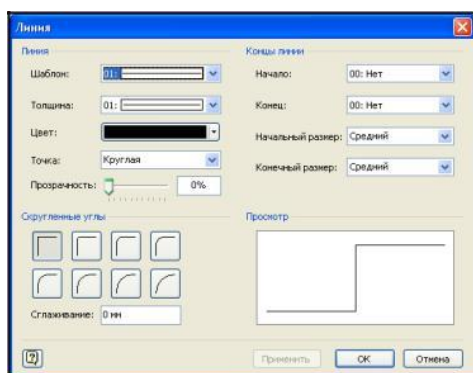 Линия
Линия
Шаблон: 01:
Толщина: 01:
Цвет:
Точка: Круглая
Прозрачность: 0%
Концы линии
Начало: 00: Нет
Конец: 00: Нет
Начальный размер: Средний
Конечный размер: Средний
Скругленные углы
Сглаживание: 0 мм
Просмотр
Применить OK Отмена